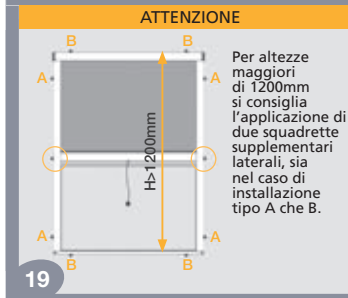 ATTENZIONE
B B
A A
Per altezze
maggiori
di 1200mm
si consiglia
l'applicazione di
due squadrette
supplementari
laterali, sia
nel caso di
installazione
tipo A che B.
H>1200mm
A A
B B
19